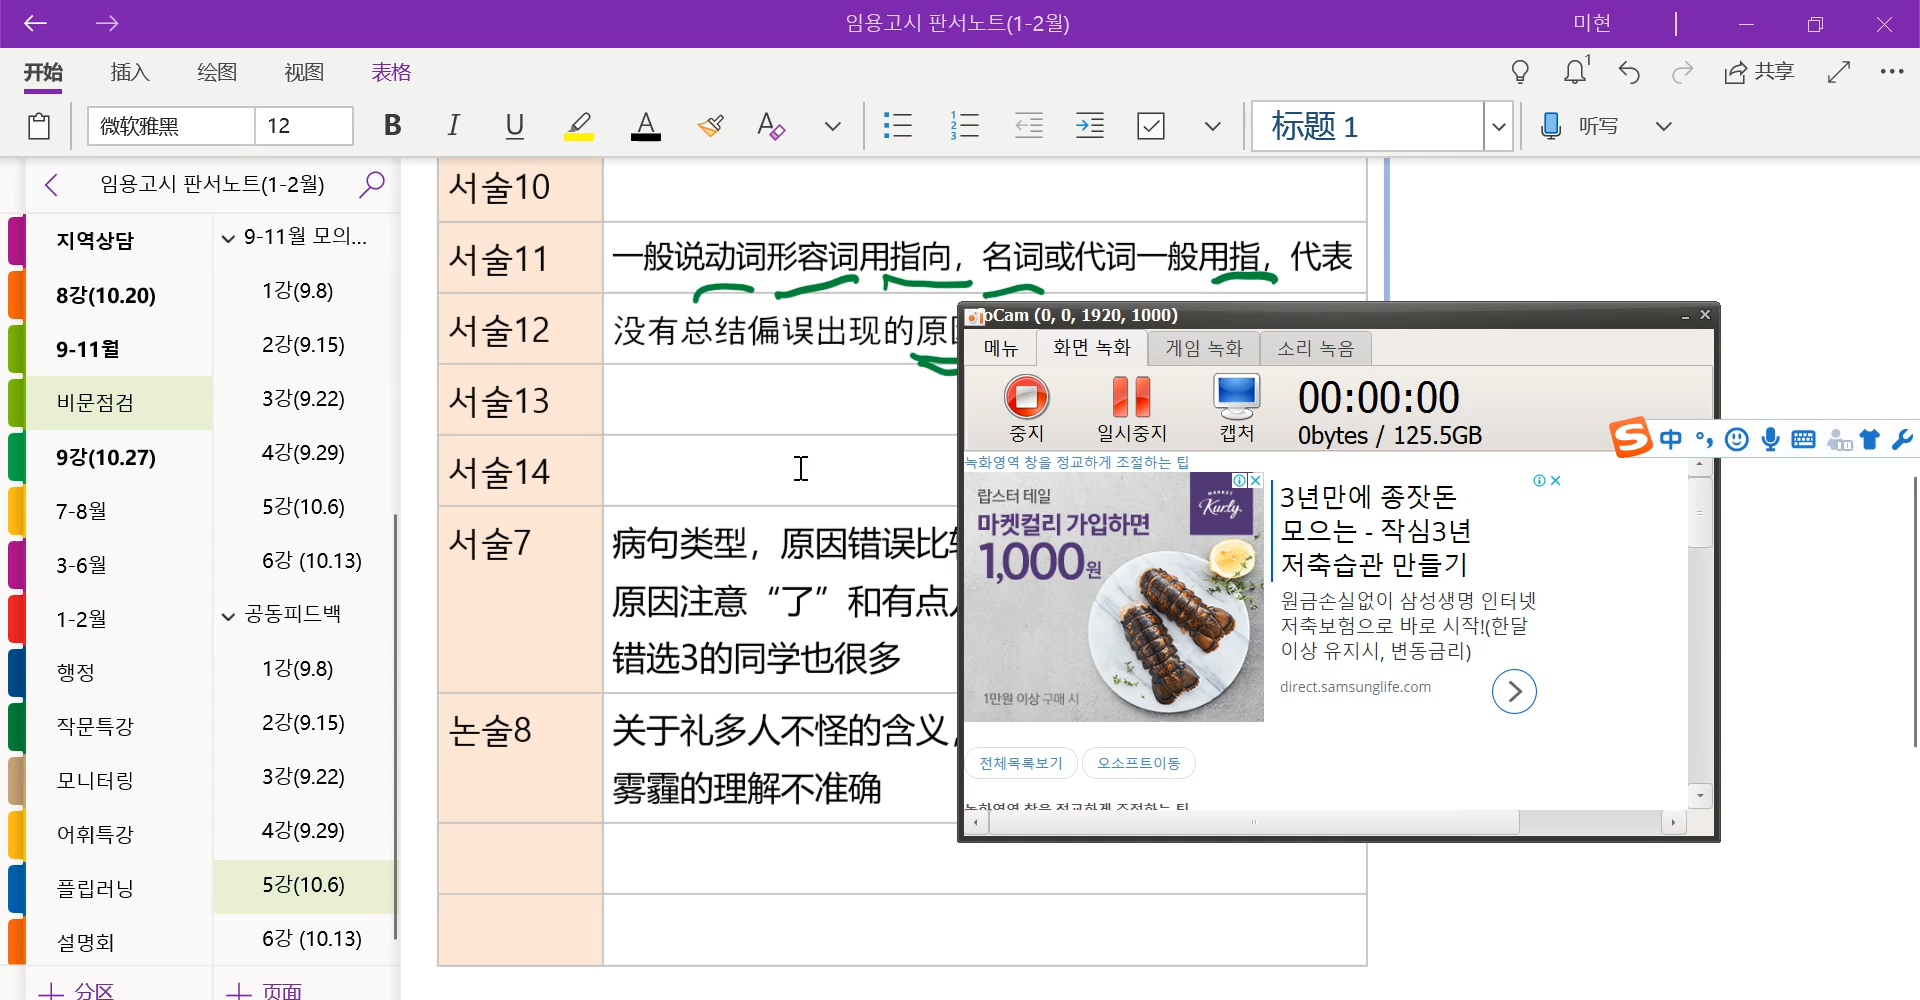 임용고시 판서노트(1-2월)
미현
开始
插入
绘图
视图
表格
1
共享
微软雅黑
12
B
I
U
A
标题 1
听写
임용고시 판서노트(1-2월)
지역상담
8강(10.20)
9-11월
비문점검
9강(10.27)
7-8월
3-6월
1-2월
행정
작문특강
모니터링
어휘특강
플립러닝
설명회
分区
9-11월 모의...
1강(9.8)
2강(9.15)
3강(9.22)
4강(9.29)
5강(10.6)
6강 (10.13)
공동피드백
1강(9.8)
2강(9.15)
3강(9.22)
4강(9.29)
5강(10.6)
6강 (10.13)
页面
서술10
서술11
一般说动词形容词用指向，名词或代词一般用指，代表
서술12
没有总结偏误出现的原
서술13
서술14
서술7
病句类型，原因错误比
原因注意“了”和有点
错选3的同学也很多
논술8
关于礼多人不怪的含义，
雾霾的理解不准确
oCam (0, 0, 1920, 1000)
메뉴
화면 녹화
게임 녹화
소리 녹음
중지
일시중지
캡처
00:00:00
0bytes / 125.5GB
中
녹화영역 창을 정교하게 조절하는 팁
랍스터 테일
마켓컬리 가입하면
1,000원
MARKET
Kurly
1만원 이상 구매 시
3년만에 종잣돈
모으는 - 작심3년
저축습관 만들기
원금손실없이 삼성생명 인터넷
저축보험으로 바로 시작!(한달
이상 유지시, 변동금리)
direct.samsunglife.com
전체목록보기
오소프트이동
녹화영역 창을 정교하게 조절하는 팁